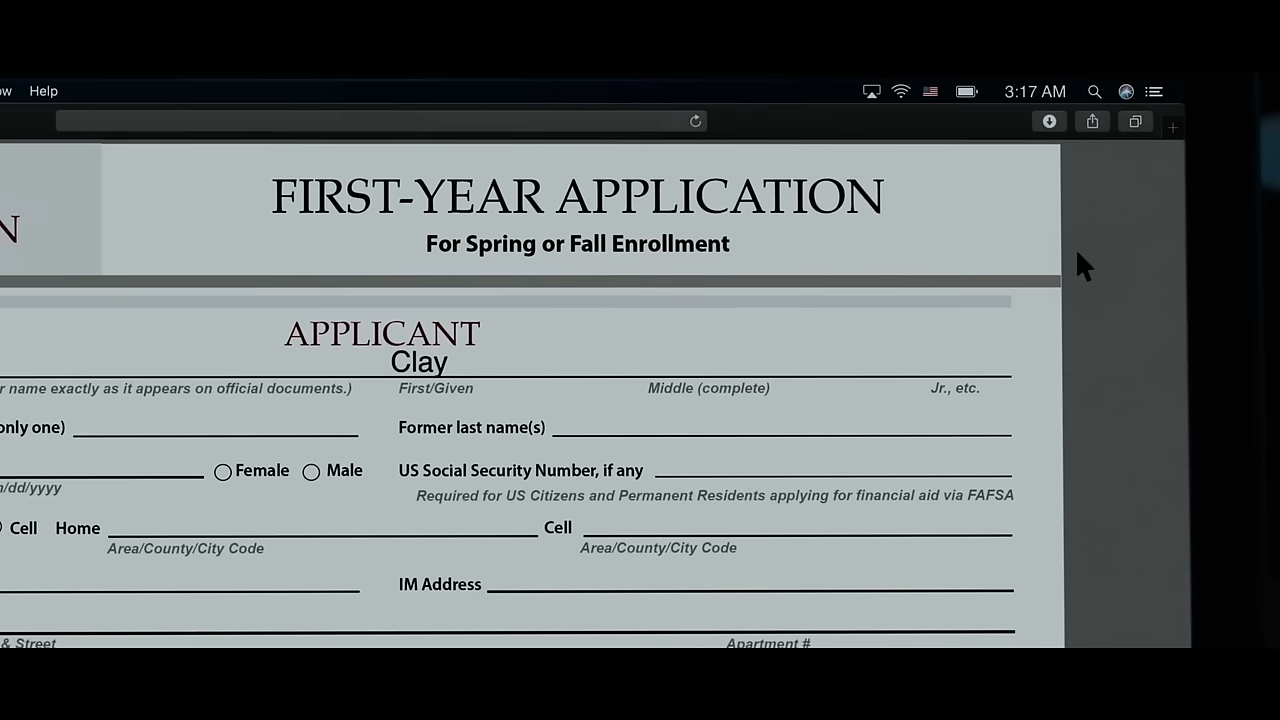 Help
3:17 AM
FIRST-YEAR APPLICATION
For Spring or Fall Enrollment
APPLICANT
Clay
name exactly as it appears on official documents.) First/Given Middle (complete) Jr., etc.
only one) Former last name(s)
Female Male US Social Security Number, if any
/dd/yyyy Required for US Citizens and Permanent Residents applying for financial aid via FAFSA
Cell Home Cell
Area/County/City Code Area/County/City Code
IM Address
& Street Apartment #